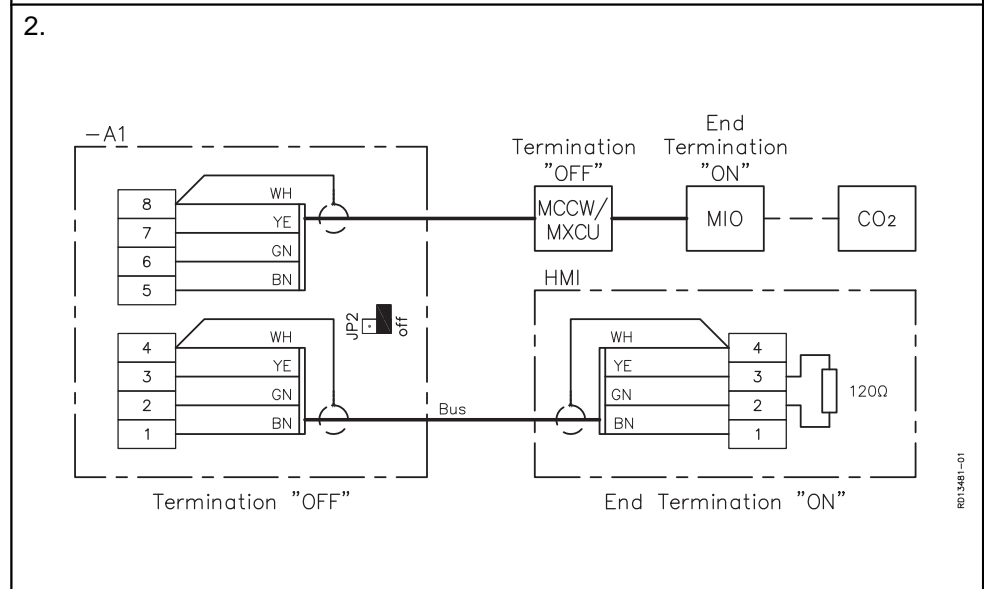 2.
-A1
End
Termination Termination
"OFF" "ON"
8 WH
7 YE
6 GN
5 BN
MCCW/
MXCU
MIO
CO2
HMI
JP2
off
4 WH
3 YE
2 GN
1 BN
Bus
WH 4
YE 3
GN 2
BN 1
120Ω
Termination "OFF"
End Termination "ON"
RD13481-01